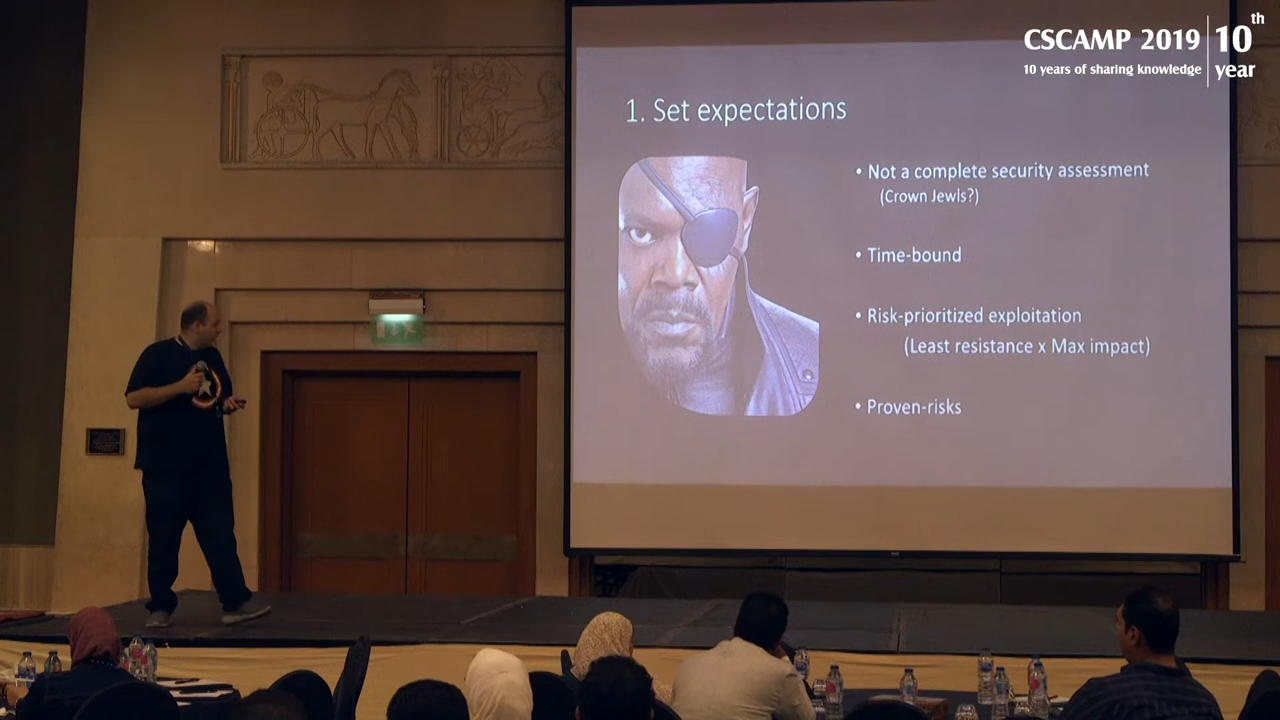 CSCAMP 2019
10 years of sharing knowledge
10th
year
1. Set expectations
• Not a complete security assessment
(Crown Jewls?)
• Time-bound
• Risk-prioritized exploitation
(Least resistance x Max impact)
• Proven-risks